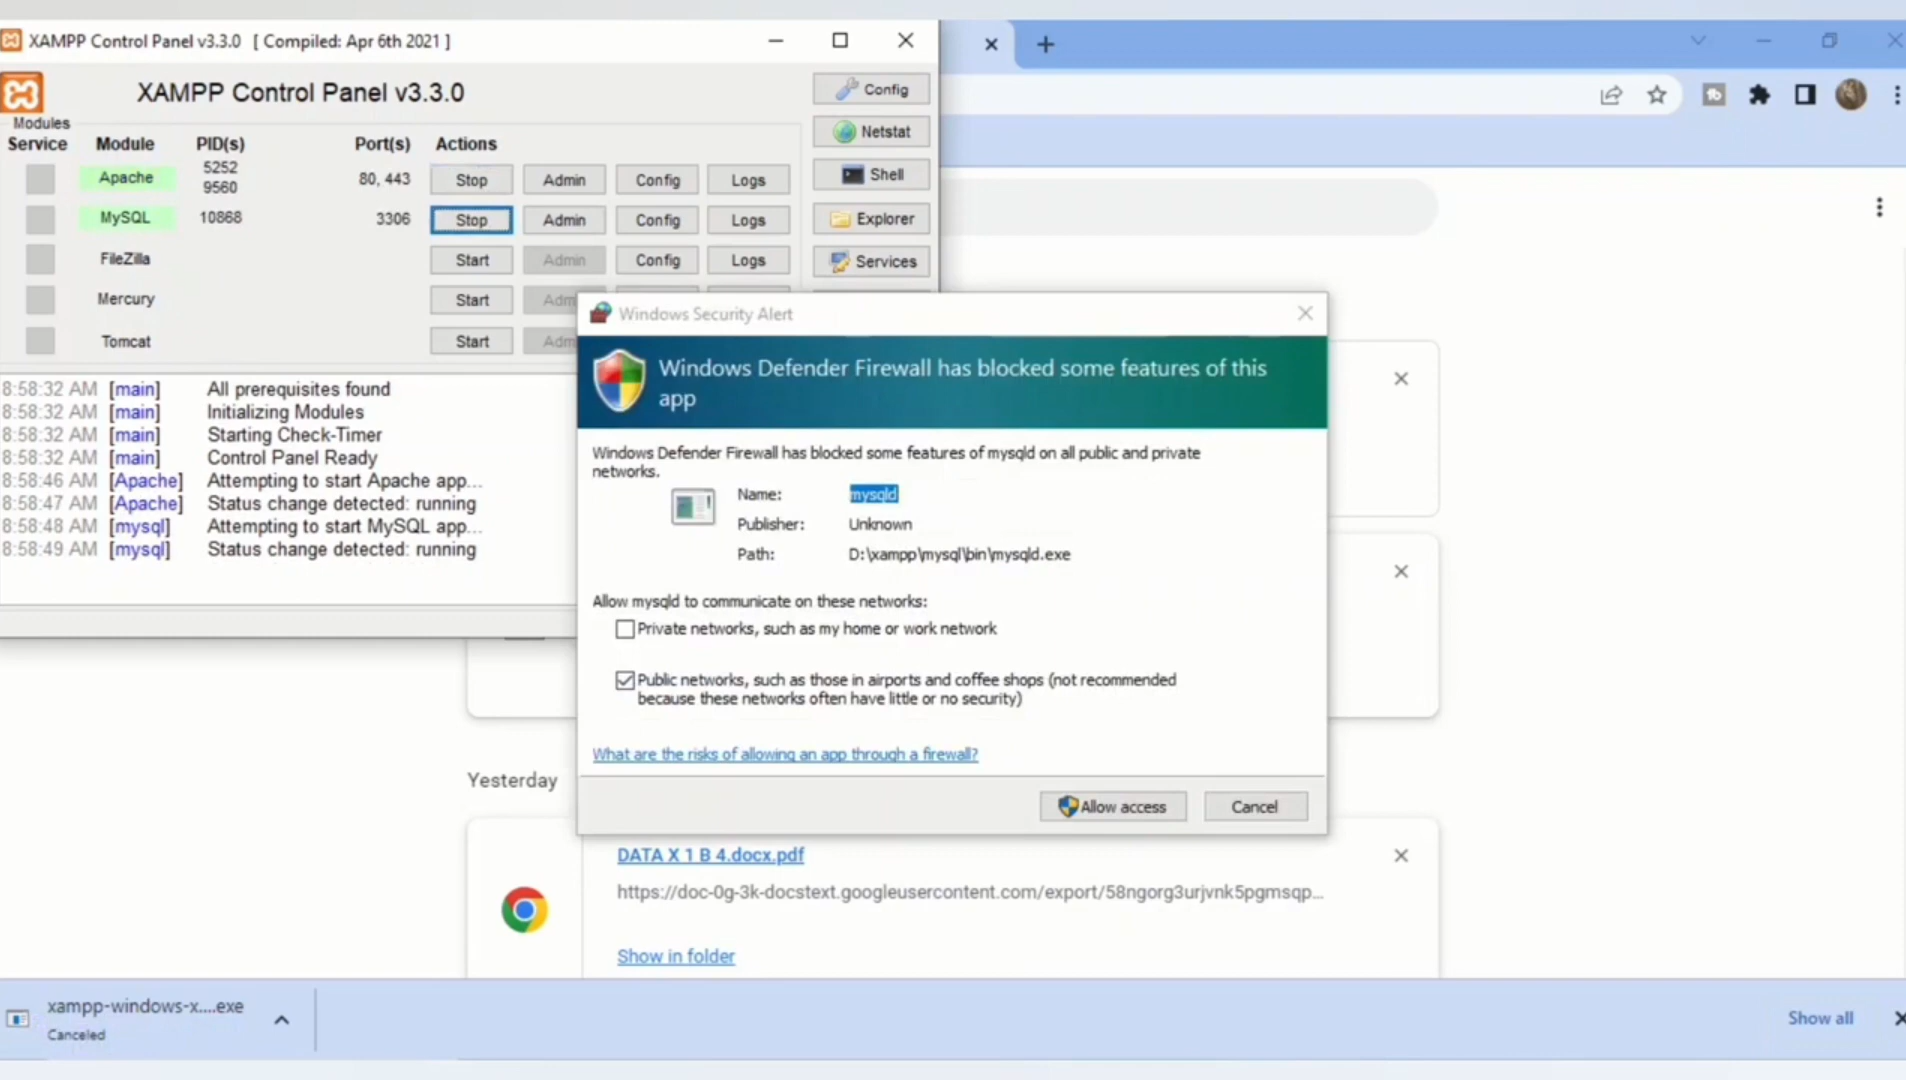 XAMPP Control Panel v3.3.0 [ Compiled: Apr 6th 2021 ]
XAMPP Control Panel v3.3.0
Config
Modules
Netstat
Service Module PID(s) Port(s) Actions
Apache 5252 9560 80, 443 Stop Admin Config Logs
Shell
MySQL 10868 3306 Stop Admin Config Logs
Explorer
FileZilla Start Admin Config Logs
Services
Mercury Start Adm
Tomcat Start Adm
8:58:32 AM [main] All prerequisites found
8:58:32 AM [main] Initializing Modules
8:58:32 AM [main] Starting Check-Timer
8:58:32 AM [main] Control Panel Ready
8:58:46 AM [Apache] Attempting to start Apache app...
8:58:47 AM [Apache] Status change detected: running
8:58:48 AM [mysql] Attempting to start MySQL app...
8:58:49 AM [mysql] Status change detected: running
Windows Security Alert
Windows Defender Firewall has blocked some features of this
app
Windows Defender Firewall has blocked some features of mysqld on all public and private
networks.
Name: mysqld
Publisher: Unknown
Path: D:\xampp\mysql\bin\mysqld.exe
Allow mysqld to communicate on these networks:
Private networks, such as my home or work network
Public networks, such as those in airports and coffee shops (not recommended
because these networks often have little or no security)
What are the risks of allowing an app through a firewall?
Allow access Cancel
Yesterday
DATA X 1 B 4.docx.pdf
https://doc-0g-3k-docstext.googleusercontent.com/export/58ngorg3urjvnk5pgmsqp...
Show in folder
xampp-windows-x....exe
Canceled
Show all